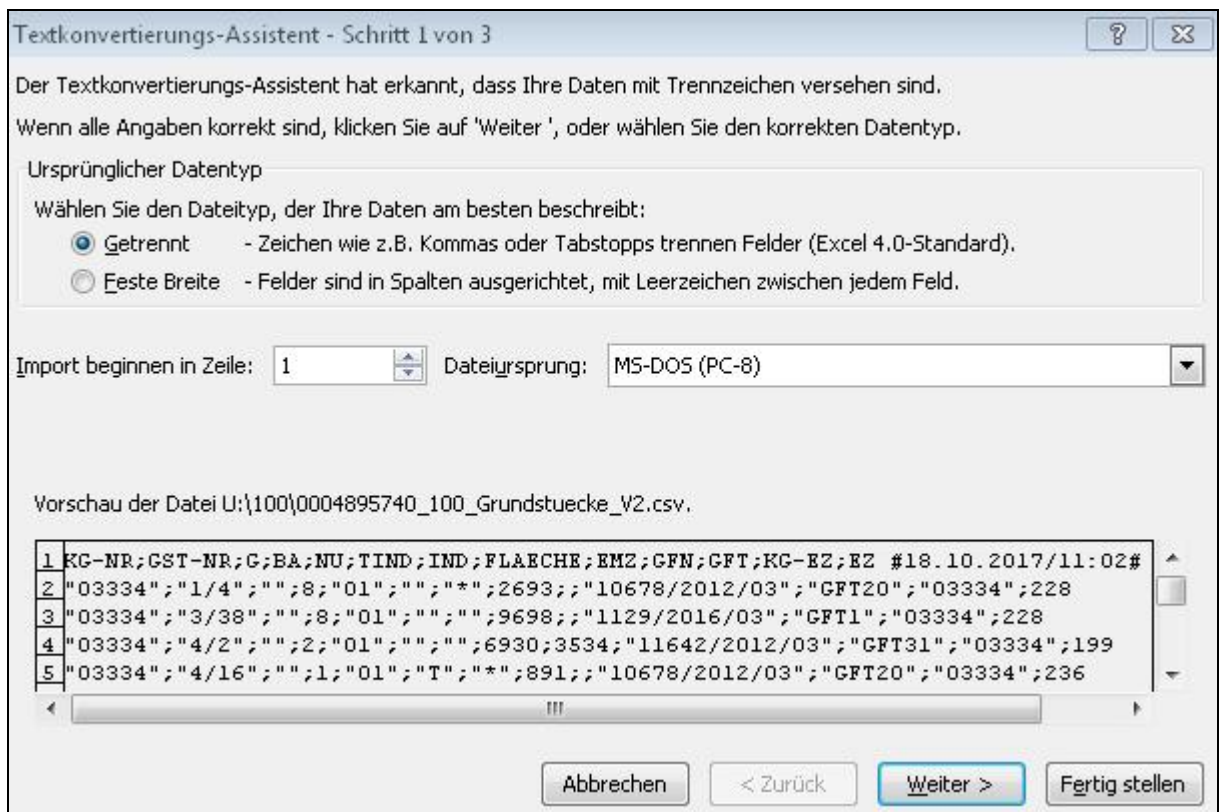 Textkonvertierungs-Assistent - Schritt 1 von 3
Der Textkonvertierungs-Assistent hat erkannt, dass Ihre Daten mit Trennzeichen versehen sind.
Wenn alle Angaben korrekt sind, klicken Sie auf 'Weiter ', oder wählen Sie den korrekten Datentyp.
Ursprünglicher Datentyp
Wählen Sie den Dateityp, der Ihre Daten am besten beschreibt:
Getrennt - Zeichen wie z.B. Kommas oder Tabstopps trennen Felder (Excel 4.0-Standard).
Feste Breite - Felder sind in Spalten ausgerichtet, mit Leerzeichen zwischen jedem Feld.
Import beginnen in Zeile: 1 Dateiursprung: MS-DOS (PC-8)
Vorschau der Datei U:\100\0004895740_100_Grundstuecke_V2.csv.
1 KG-NR;GST-NR;G;BA;NU;TIND;IND;FLAECHE;EMZ;GFN;GFT;KG-EZ;EZ #18.10.2017/11:02#
2 "03334";"1/4";"";8;"01";"";"*";2693;;"10678/2012/03";"GFT20";"03334";228
3 "03334";"3/38";"";8;"01";"";"";9698;;"1129/2016/03";"GFT1";"03334";228
4 "03334";"4/2";"";2;"01";"";"";6930;3534;"11642/2012/03";"GFT31";"03334";199
5 "03334";"4/16";"";1;"01";"T";"*";891;;"10678/2012/03";"GFT20";"03334";236
Abbrechen < Zurück Weiter > Fertig stellen